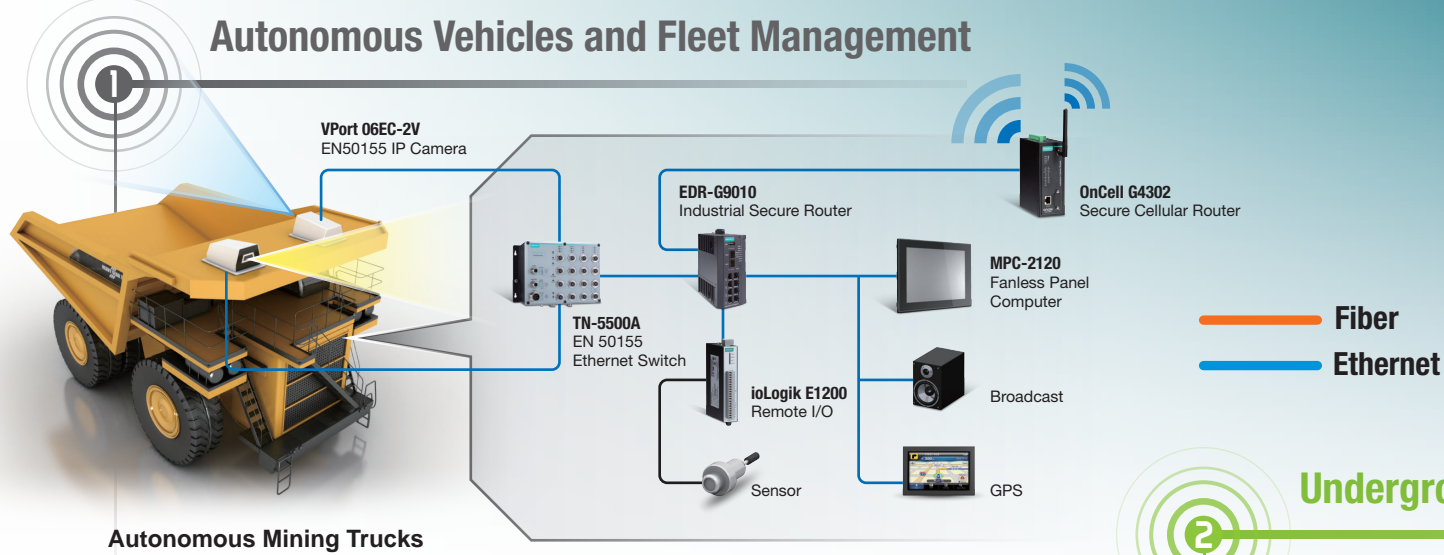 Autonomous Vehicles and Fleet Management
1
VPort 06EC-2V
EN50155 IP Camera
EDR-G9010
Industrial Secure Router
OnCell G4302
Secure Cellular Router
MPC-2120
Fanless Panel
Computer
TN-5500A
EN 50155
Ethernet Switch
Fiber
Ethernet
ioLogik E1200
Remote I/O
Broadcast
Sensor
GPS
Undergro
2
Autonomous Mining Trucks